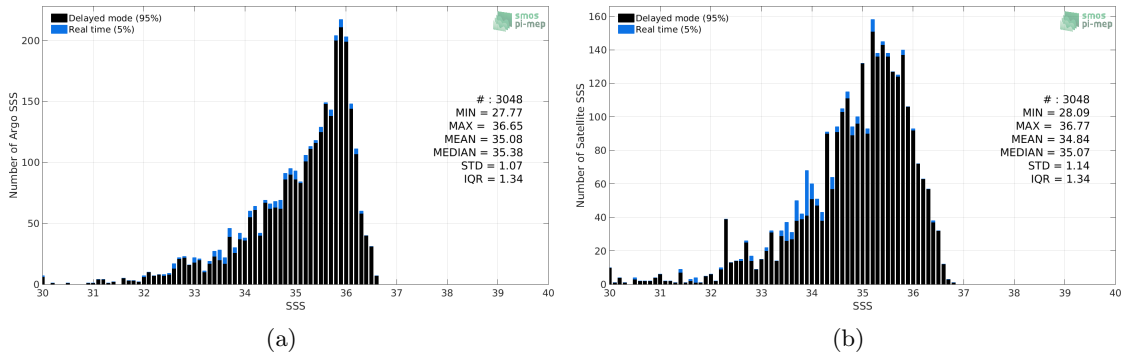 Delayed mode (95%)
Real time (5%)
smos
pi-mep
200
150
100
50
0
Number of Argo SSS
# : 3048
MIN = 27.77
MAX = 36.65
MEAN = 35.08
MEDIAN = 35.38
STD = 1.07
IQR = 1.34
30 31 32 33 34 35 36 37 38 39 40
SSS
(a)
Delayed mode (95%)
Real time (5%)
smos
pi-mep
160
140
120
100
80
60
40
20
0
Number of Satellite SSS
# : 3048
MIN = 28.09
MAX = 36.77
MEAN = 34.84
MEDIAN = 35.07
STD = 1.14
IQR = 1.34
30 31 32 33 34 35 36 37 38 39 40
SSS
(b)